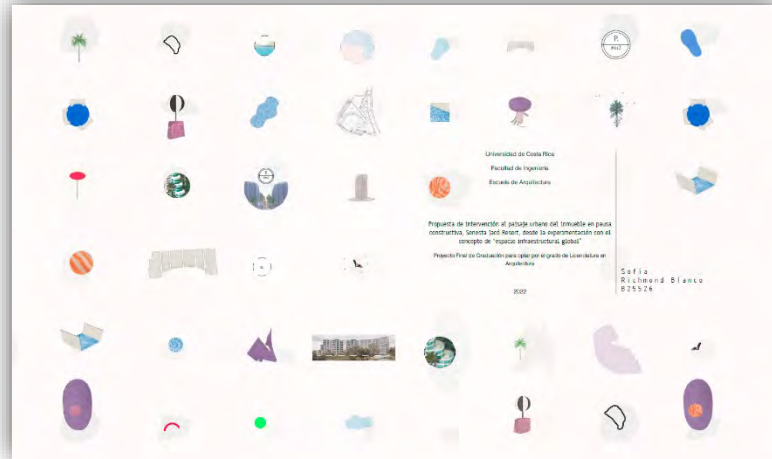 Universidad de Costa Rica
Facultad de Ingeniería
Escuela de Arquitectura
Propuesta de intervención al paisaje urbano del inmueble en pausa
constructiva, Sonesta Jacó Resort, desde la experimentación con el
concepto de "espacio infraestructural global"
Proyecto Final de Graduación para optar por el grado de Licenciatura en
Arquitectura
2022
Sofía
Richmond Blanco
B25526